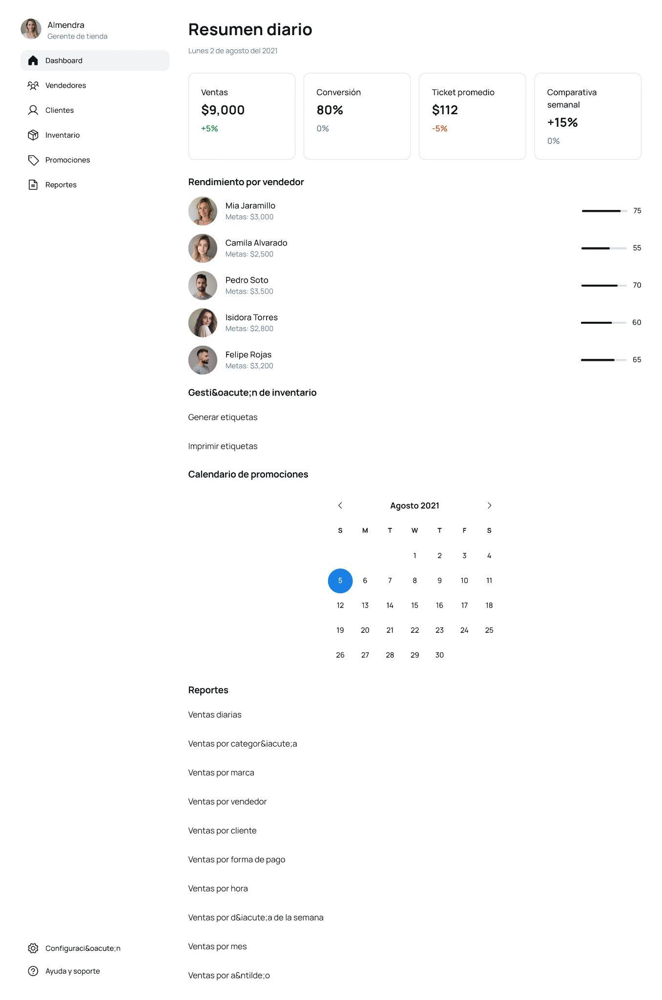 Almendra
Gerente de tienda
Dashboard
Vendedores
Clientes
Inventario
Promociones
Reportes
Configuraci&oacute;n
Ayuda y soporte
Resumen diario
Lunes 2 de agosto del 2021
Ventas
$9,000
+5%
Conversión
80%
0%
Ticket promedio
$112
-5%
Comparativa
semanal
+15%
0%
Rendimiento por vendedor
Mia Jaramillo
Metas: $3,000
75
Camila Alvarado
Metas: $2,500
55
Pedro Soto
Metas: $3,500
70
Isidora Torres
Metas: $2,800
60
Felipe Rojas
Metas: $3,200
65
Gesti&oacute;n de inventario
Generar etiquetas
Imprimir etiquetas
Calendario de promociones
Agosto 2021
S M T W T F S
1 2 3 4
5 6 7 8 9 10 11
12 13 14 15 16 17 18
19 20 21 22 23 24 25
26 27 28 29 30
Reportes
Ventas diarias
Ventas por categor&iacute;a
Ventas por marca
Ventas por vendedor
Ventas por cliente
Ventas por forma de pago
Ventas por hora
Ventas por d&iacute;a de la semana
Ventas por mes
Ventas por a&ntilde;o